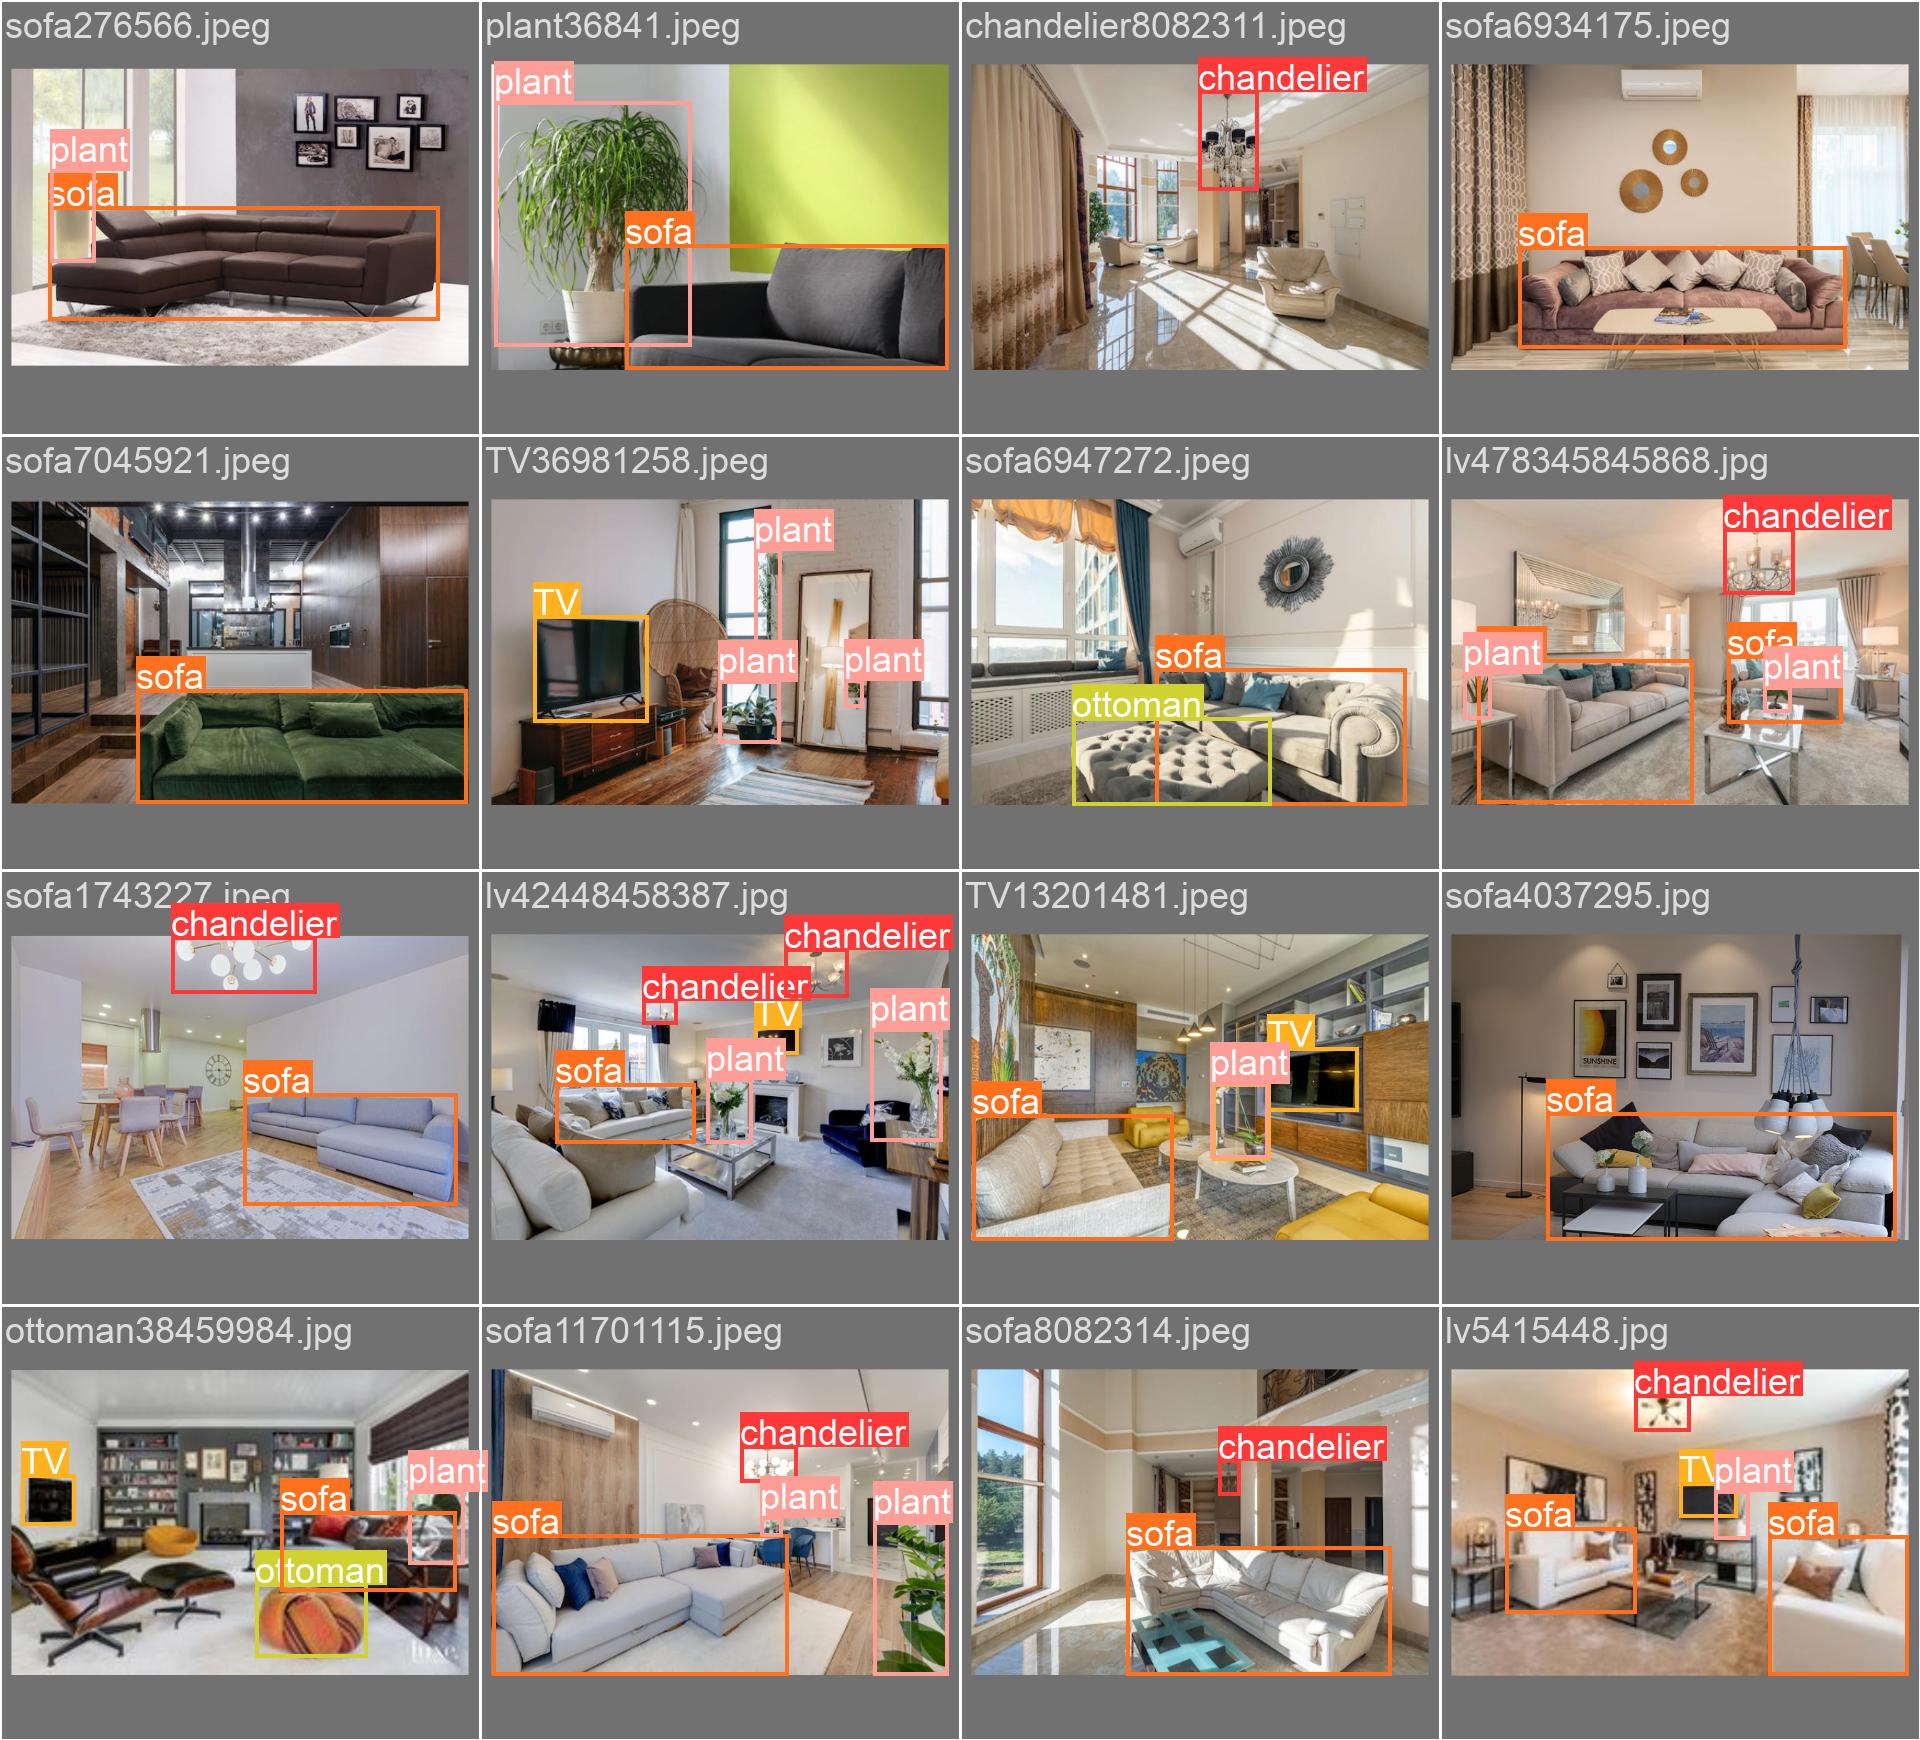 sofa276566.jpeg
plant36841.jpeg
chandelier8082311.jpeg
sofa6934175.jpeg
plant
sofa
plant
sofa
chandelier
sofa
sofa7045921.jpeg
TV36981258.jpeg
sofa6947272.jpeg
lv478345845868.jpg
sofa
TV
plant
plant
plant
sofa
ottoman
chandelier
plant
sofa
plant
sofa1743227.jpeg
lv42448458387.jpg
TV13201481.jpeg
sofa4037295.jpg
chandelier
sofa
chandelier
chandelier
TV
plant
sofa
plant
TV
plant
sofa
SUNSHINE
sofa
ottoman38459984.jpg
sofa11701115.jpeg
sofa8082314.jpeg
lv5415448.jpg
TV
plant
sofa
ottoman
luxe
chandelier
plant
plant
sofa
chandelier
sofa
chandelier
TV
plant
sofa
sofa